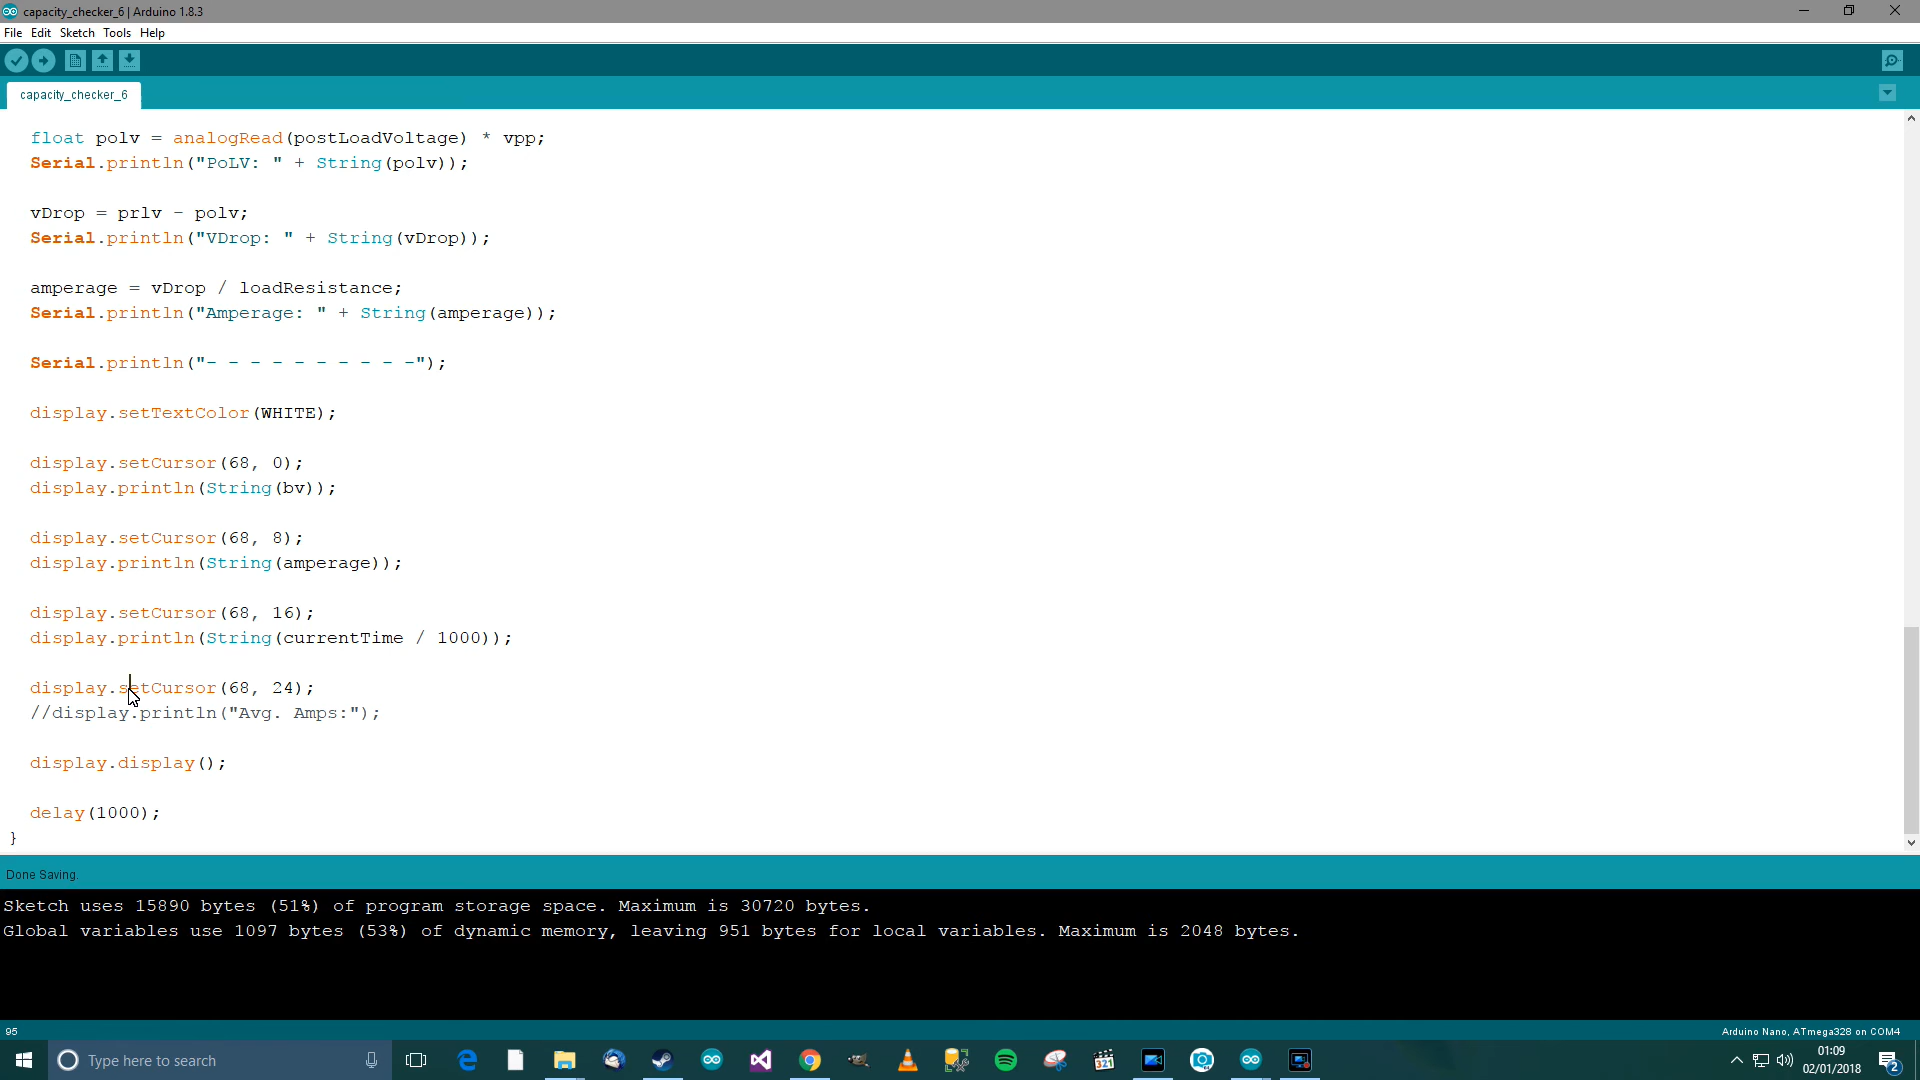 capacity_checker_6 | Arduino 1.8.3
File Edit Sketch Tools Help
capacity_checker_6
float polv = analogRead(postLoadVoltage) * vpp;
Serial.println("PoLV: " + String(polv));
vDrop = prlv - polv;
Serial.println("VDrop: " + String(vDrop));
amperage = vDrop / loadResistance;
Serial.println("Amperage: " + String(amperage));
Serial.println("- - - - - - - - - -");
display.setTextColor(WHITE);
display.setCursor(68, 0);
display.println(String(bv));
display.setCursor(68, 8);
display.println(String(amperage));
display.setCursor(68, 16);
display.println(String(currentTime / 1000));
display.setCursor(68, 24);
//display.println("Avg. Amps:");
display.display();
delay(1000);
}
Done Saving.
Sketch uses 15890 bytes (51%) of program storage space. Maximum is 30720 bytes.
Global variables use 1097 bytes (53%) of dynamic memory, leaving 951 bytes for local variables. Maximum is 2048 bytes.
95
Arduino Nano, ATmega328 on COM4
Type here to search
321
01:09
02/01/2018
2